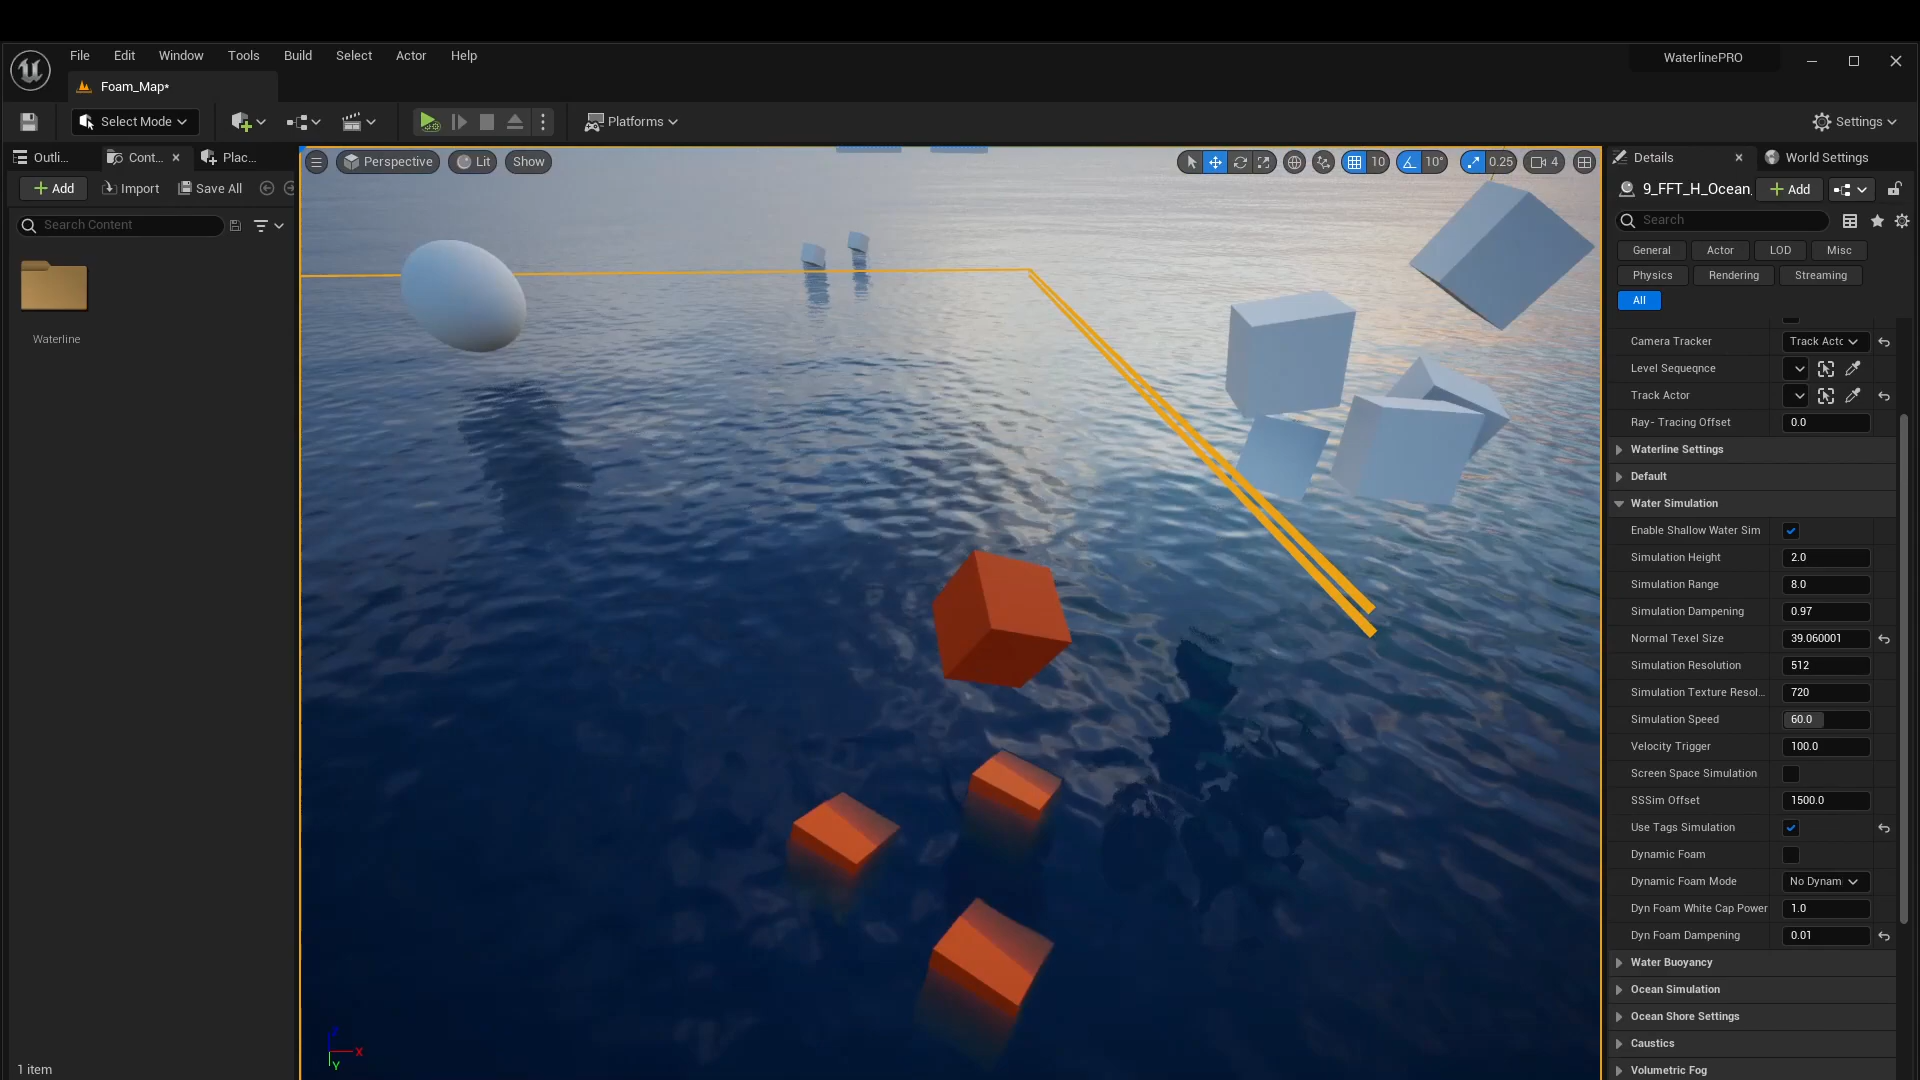 File Edit Window Tools Build Select Actor Help
WaterlinePRO
Foam_Map*
Select Mode
Platforms
Settings
Outli...
Cont...
Plac...
Add
Import
Save All
Search Content
Waterline
1 item
Perspective
Lit
Show
10
10°
0.25
4
X
Y
Details
World Settings
9_FFT_H_Ocean.
Add
Search
General Actor LOD Misc
Physics Rendering Streaming
All
Camera Tracker Track Actc
Level Sequeqnce
Track Actor
Ray- Tracing Offset 0.0
Waterline Settings
Default
Water Simulation
Enable Shallow Water Sim
Simulation Height 2.0
Simulation Range 8.0
Simulation Dampening 0.97
Normal Texel Size 39.060001
Simulation Resolution 512
Simulation Texture Resol... 720
Simulation Speed 60.0
Velocity Trigger 100.0
Screen Space Simulation
SSSim Offset 1500.0
Use Tags Simulation
Dynamic Foam
Dynamic Foam Mode No Dynam
Dyn Foam White Cap Power 1.0
Dyn Foam Dampening 0.01
Water Buoyancy
Ocean Simulation
Ocean Shore Settings
Caustics
Volumetric Fog